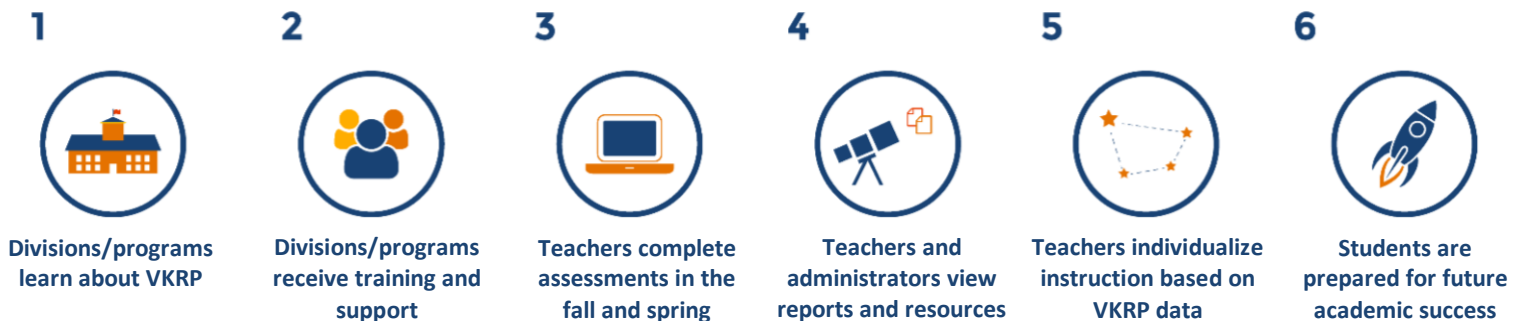 1
Divisions/programs
learn about VKRP
2
Divisions/programs
receive training and
support
3
Teachers complete
assessments in the
fall and spring
4
Teachers and
administrators view
reports and resources
5
Teachers individualize
instruction based on
VKRP data
6
Students are
prepared for future
academic success